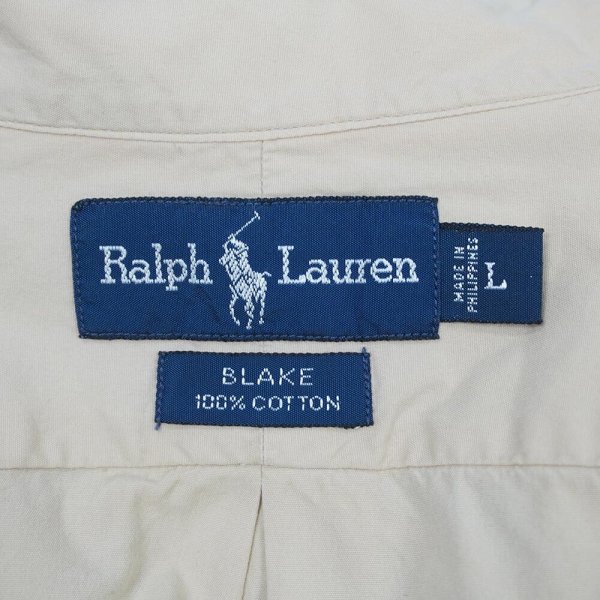 Ralph Lauren
MADE IN
PHILIPPINES
L
BLAKE
100% COTTON